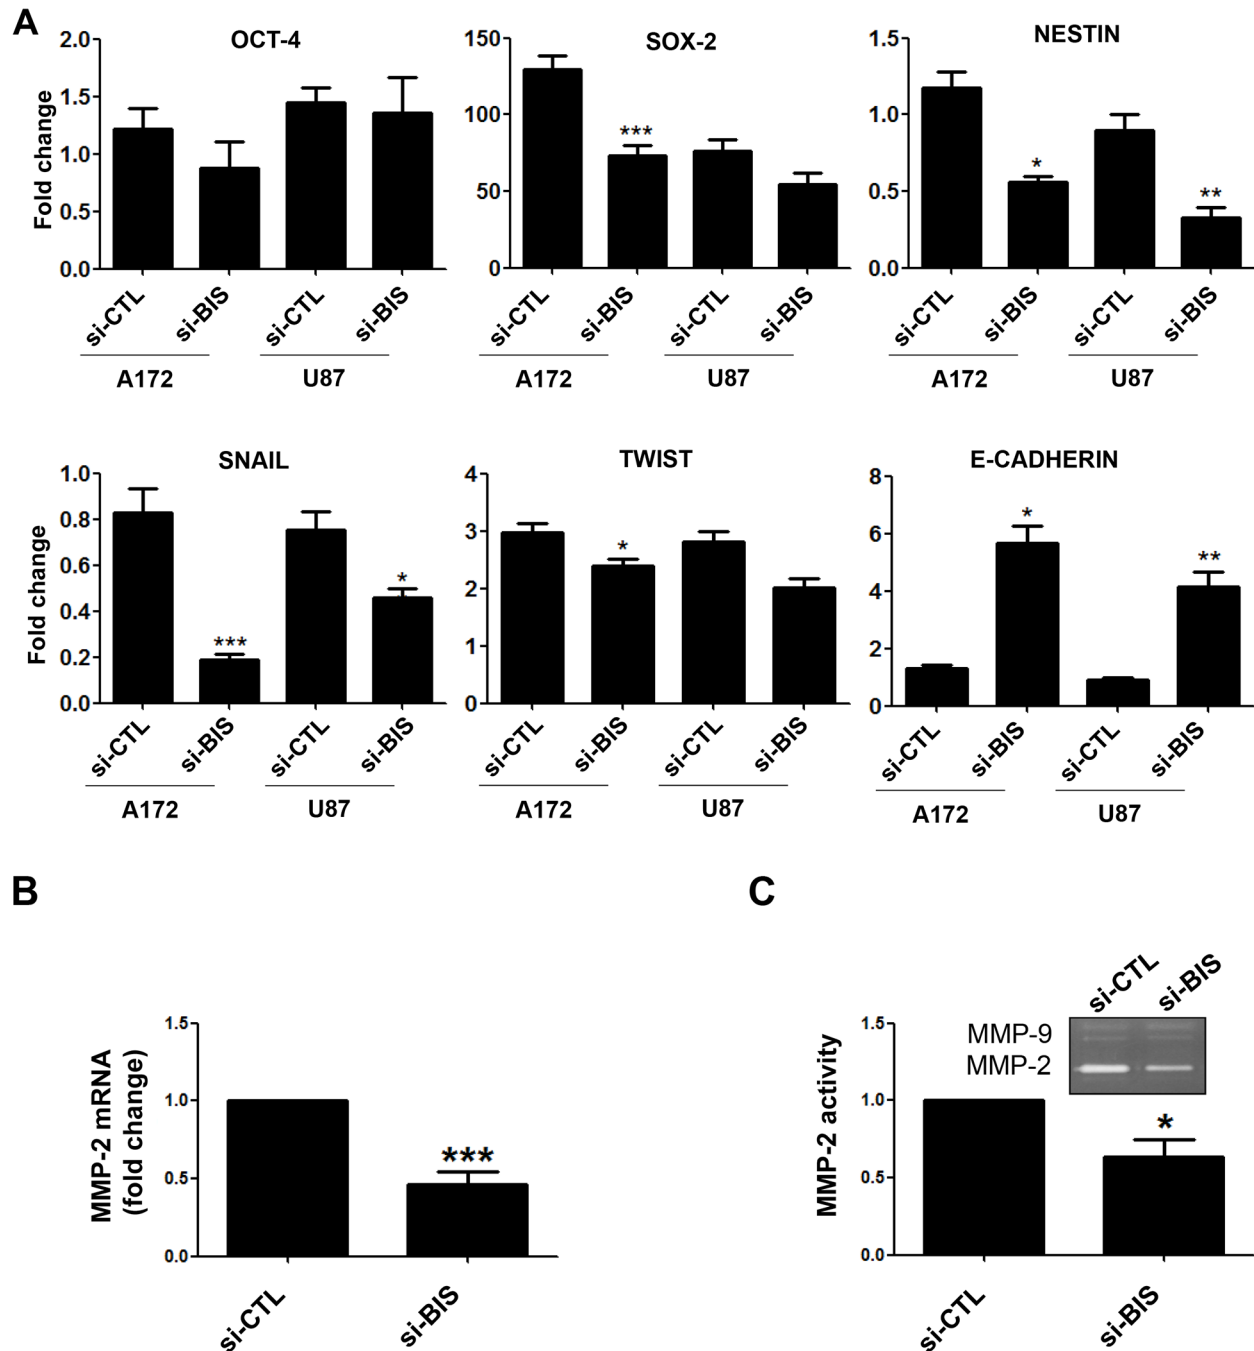 A
OCT-4
SOX-2
NESTIN
Fold change
2.0
1.5
1.0
0.5
0.0
150
100
50
0
1.5
1.0
0.5
0.0
***
*
**
si-CTL si-BIS si-CTL si-BIS
si-CTL si-BIS si-CTL si-BIS
si-CTL si-BIS si-CTL si-BIS
A172 U87
A172 U87
A172 U87
SNAIL
TWIST
E-CADHERIN
Fold change
1.0
0.8
0.6
0.4
0.2
0.0
4
3
2
1
0
8
6
4
2
0
***
*
*
*
**
si-CTL si-BIS si-CTL si-BIS
si-CTL si-BIS si-CTL si-BIS
si-CTL si-BIS si-CTL si-BIS
A172 U87
A172 U87
A172 U87
B
MMP-2 mRNA
(fold change)
1.5
1.0
0.5
0.0
***
si-CTL si-BIS
C
si-CTL si-BIS
MMP-9
MMP-2
MMP-2 activity
1.5
1.0
0.5
0.0
*
si-CTL si-BIS